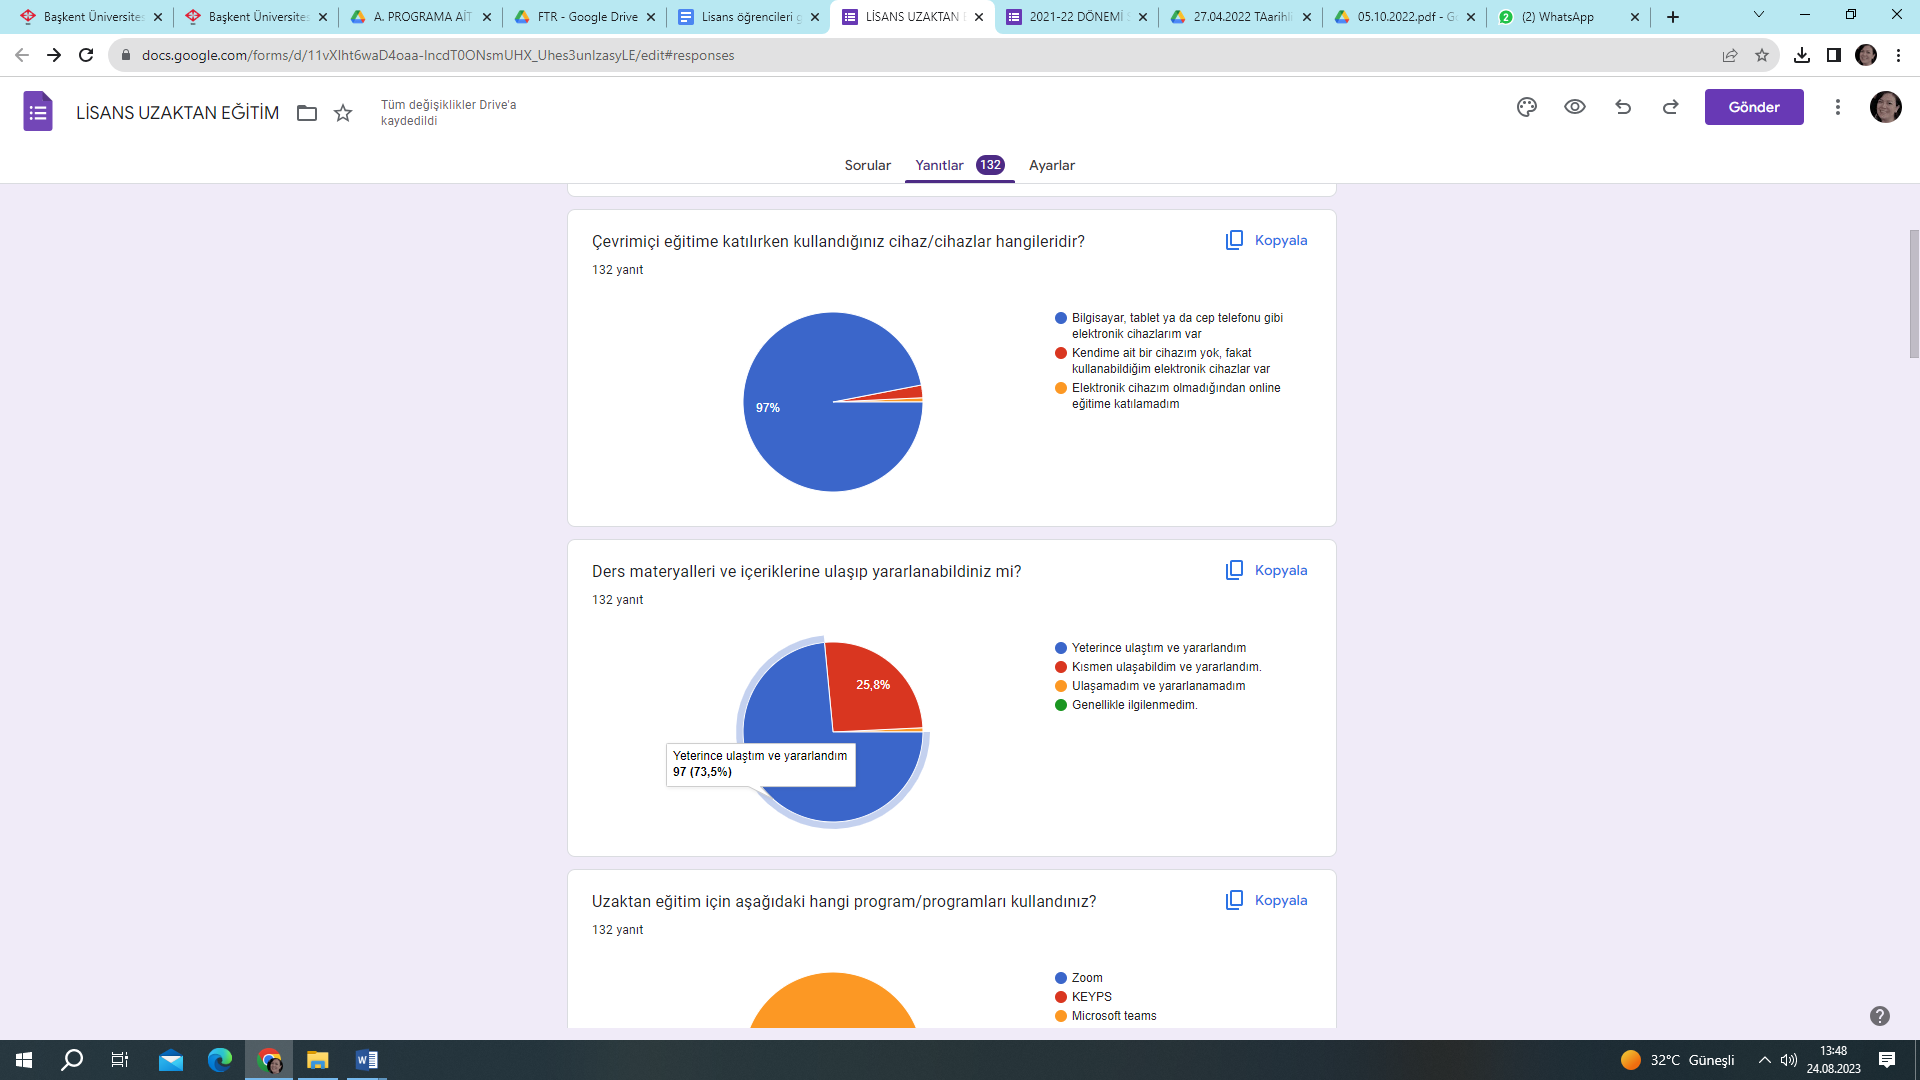 Başkent Üniversites
Başkent Üniversites
A. PROGRAMA AİT
FTR - Google Drive
Lisans öğrencileri g
LİSANS UZAKTAN
2021-22 DÖNEMİ
27.04.2022 TAarihli
05.10.2022.pdf - G
(2) WhatsApp
docs.google.com/forms/d/11vXlht6waD4oaa-lncdT0ONsmUHX_Uhes3unlzasyLE/edit#responses
LİSANS UZAKTAN EĞİTİM
Tüm değişiklikler Drive'a
kaydedildi
Gönder
Sorular
Yanıtlar 132
Ayarlar
Çevrimiçi eğitime katılırken kullandığınız cihaz/cihazlar hangileridir?
Kopyala
132 yanıt
Bilgisayar, tablet ya da cep telefonu gibi
elektronik cihazlarım var
Kendime ait bir cihazım yok, fakat
kullanabildiğim elektronik cihazlar var
Elektronik cihazım olmadığından online
eğitime katılamadım
97%
Ders materyalleri ve içeriklerine ulaşıp yararlanabildiniz mi?
Kopyala
132 yanıt
Yeterince ulaştım ve yararlandım
Kısmen ulaşabildim ve yararlandım.
Ulaşamadım ve yararlanamadım
Genellikle ilgilenmedim.
25,8%
Yeterince ulaştım ve yararlandım
97 (73,5%)
Uzaktan eğitim için aşağıdaki hangi program/programları kullandınız?
Kopyala
132 yanıt
Zoom
KEYPS
Microsoft teams
32°C Güneşli
13:48
24.08.2023